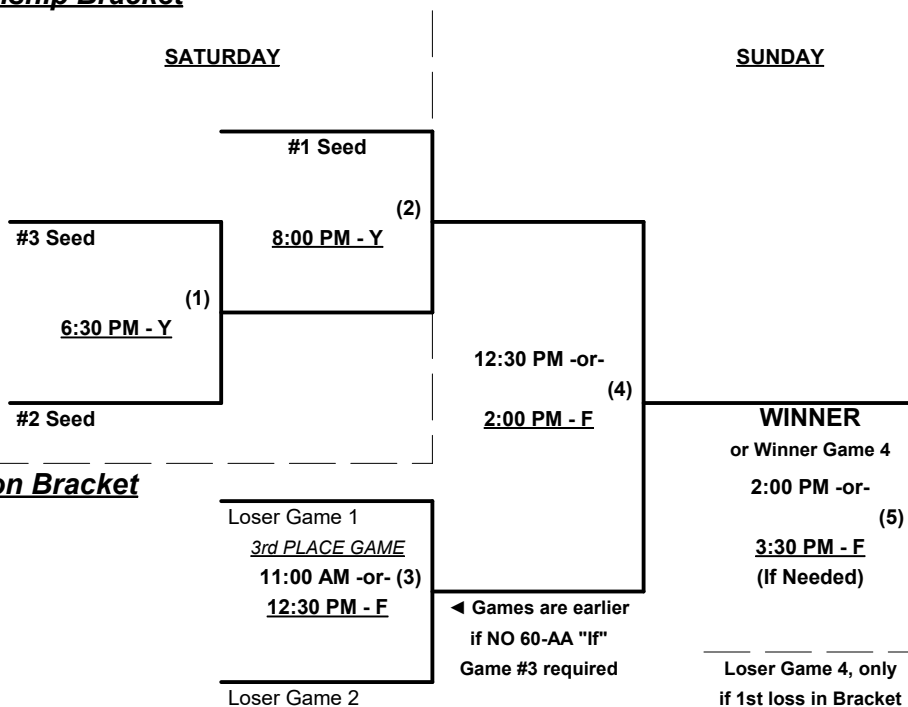 SATURDAY
SUNDAY
#1 Seed
(2)
8:00 PM - Y
#3 Seed
(1)
6:30 PM - Y
#2 Seed
12:30 PM -or-
(4)
2:00 PM - F
WINNER
or Winner Game 4
2:00 PM -or-
(5)
3:30 PM - F
(If Needed)
Bracket
Loser Game 1
3rd PLACE GAME
11:00 AM -or- (3)
12:30 PM - F
Loser Game 2
◄ Games are earlier
if NO 60-AA "If"
Game #3 required
Loser Game 4, only
if 1st loss in Bracket